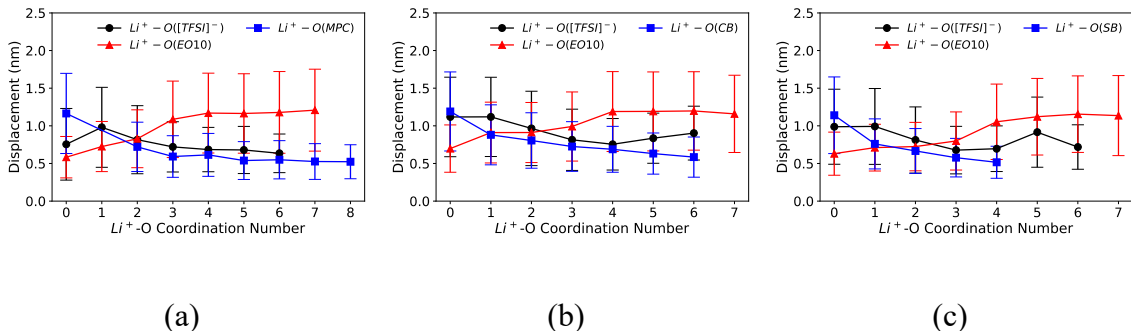 Li⁺ − O([TFSI]⁻) Li⁺ − O(MPC)
Li⁺ − O(EO10)
Displacement (nm)
2.5
2.0
1.5
1.0
0.5
0.0
0 1 2 3 4 5 6 7 8
Li⁺-O Coordination Number
(a)
Li⁺ − O([TFSI]⁻) Li⁺ − O(CB)
Li⁺ − O(EO10)
Displacement (nm)
2.5
2.0
1.5
1.0
0.5
0.0
0 1 2 3 4 5 6 7
Li⁺-O Coordination Number
(b)
Li⁺ − O([TFSI]⁻) Li⁺ − O(SB)
Li⁺ − O(EO10)
Displacement (nm)
2.5
2.0
1.5
1.0
0.5
0.0
0 1 2 3 4 5 6 7
Li⁺-O Coordination Number
(c)